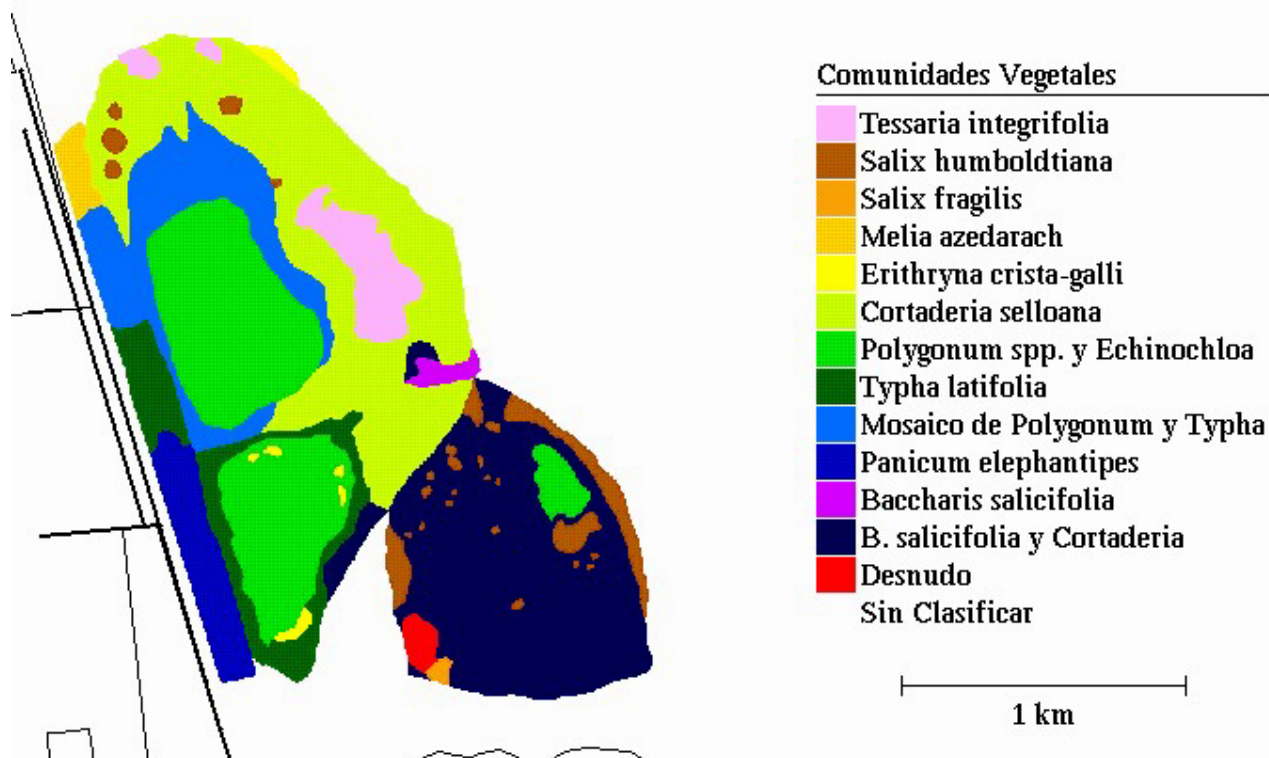 Comunidades Vegetales
Tessaria integrifolia
Salix humboldtiana
Salix fragilis
Melia azedarach
Erithryna crista-galli
Cortaderia selloana
Polygonum spp. y Echinochloa
Typha latifolia
Mosaico de Polygonum y Typha
Panicum elephantipes
Baccharis salicifolia
B. salicifolia y Cortaderia
Desnudo
Sin Clasificar
1 km